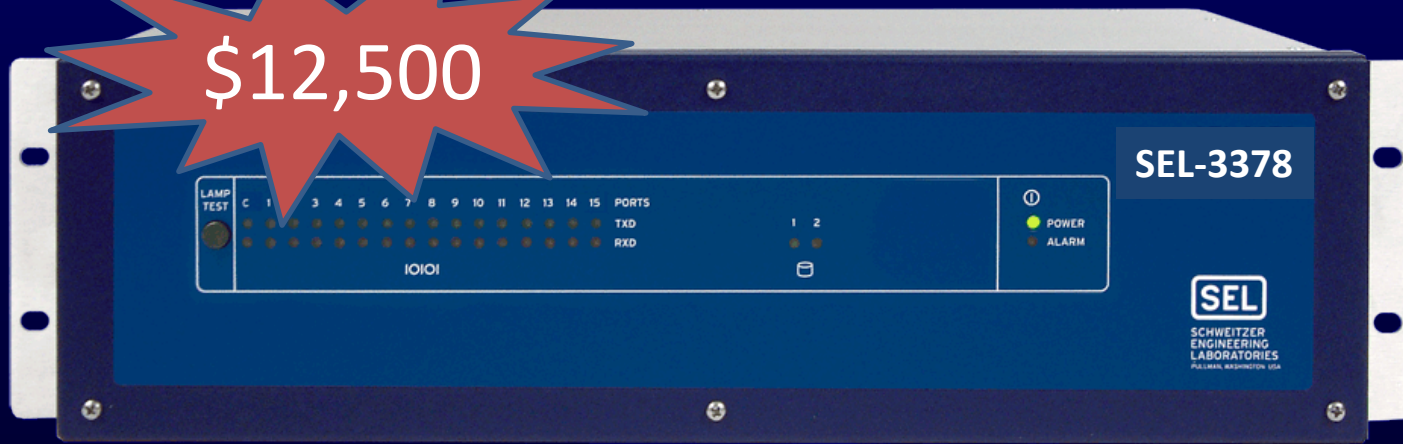 $12,500
SEL-3378
LAMP
TEST
C 1 3 4 5 6 7 8 9 10 11 12 13 14 15 PORTS
TXD
RXD
IOIOI
1 2
POWER
ALARM
SEL
SCHWEITZER
ENGINEERING
LABORATORIES
PULLMAN, WASHINGTON USA